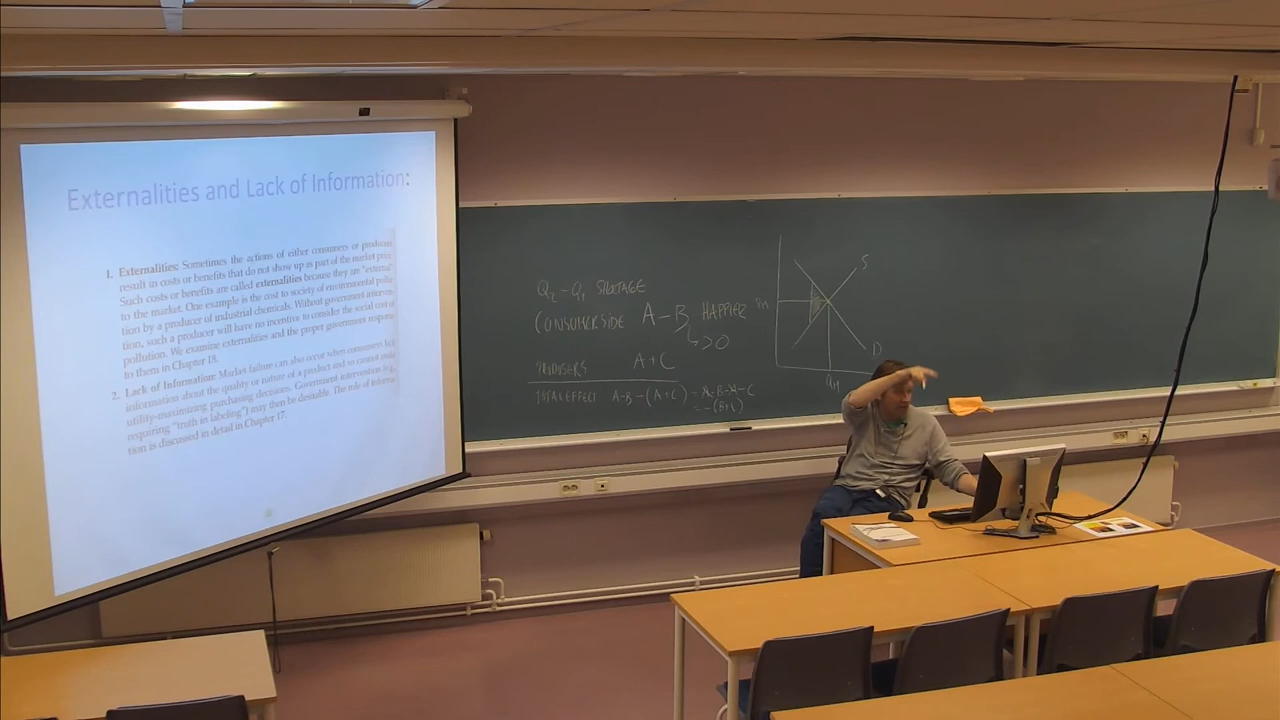 Externalities and Lack of Information:
1. Externalities: Sometimes the actions of either consumers or producers
result in costs or benefits that do not show up as part of the market price.
Such costs or benefits are called externalities because they are "external"
to the market. One example is the cost to society of environmental pollu-
tion by a producer of industrial chemicals. Without government interven-
tion, such a producer will have no incentive to consider the social cost of
pollution. We examine externalities and the proper government response
to them in Chapter 18.
2. Lack of Information: Market failure can also occur when consumers lack
information about the quality or nature of a product and so cannot make
utility-maximizing purchasing decisions. Government intervention (e.g.,
requiring "truth in labeling") may then be desirable. The role of informa-
tion is discussed in detail in Chapter 17.
Q2-Q1 SHORTAGE
CONSUMER SIDE A-B HAPPIER
>0
PRODUSERS A+C
TOTAL EFFECT A-B-(A+C) = A-B-A-C
= -(B+C)
S
D
QM